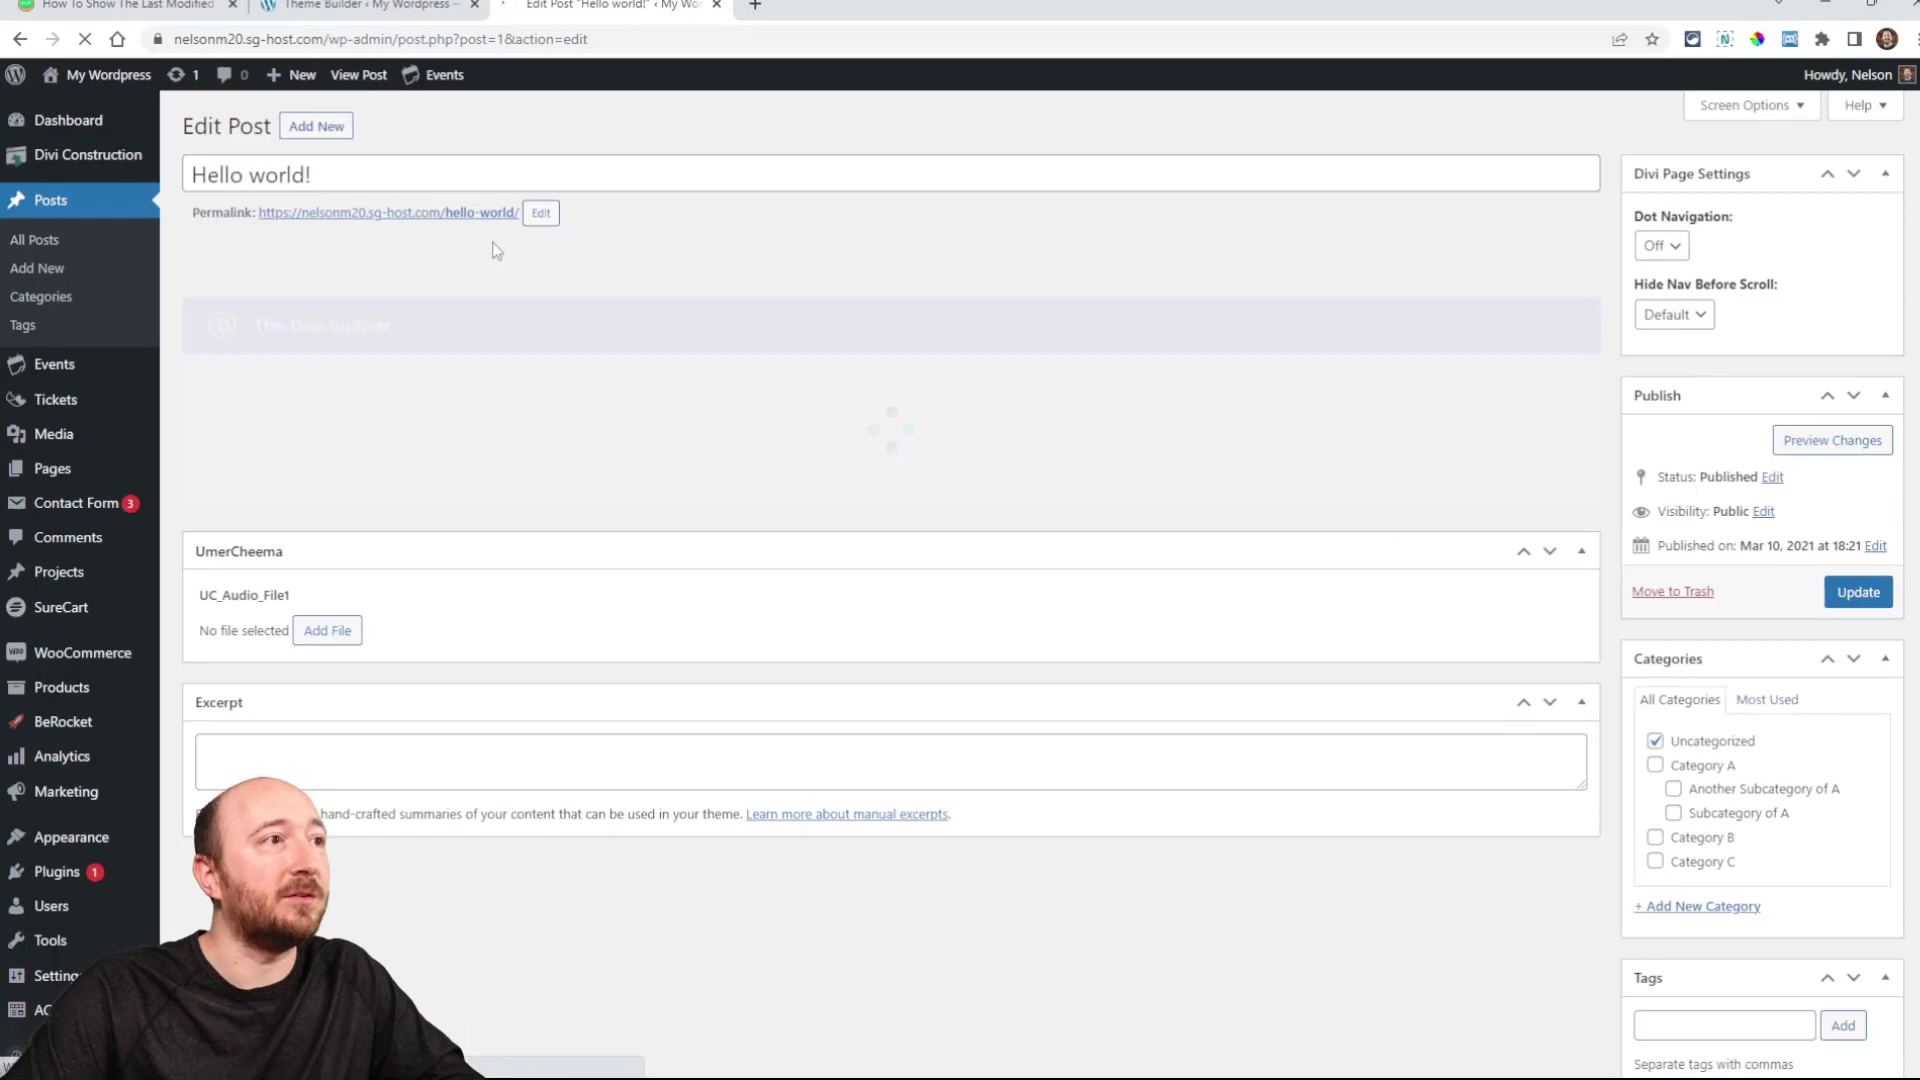 How To Show The Last Modified
Theme Builder ‹ My Wordpress —
Edit Post "Hello world!" ‹ My Wor
nelsonm20.sg-host.com/wp-admin/post.php?post=1&action=edit
My Wordpress 1 0 New View Post Events Howdy, Nelson
Screen Options Help
Dashboard
Divi Construction
Posts
All Posts
Add New
Categories
Tags
Events
Tickets
Media
Pages
Contact Form 3
Comments
Projects
SureCart
WooCommerce
Products
BeRocket
Analytics
Marketing
Appearance
Plugins 1
Users
Tools
Edit Post Add New
Hello world!
Permalink: https://nelsonm20.sg-host.com/hello-world/ Edit
The Divi Builder
UmerCheema
UC_Audio_File1
No file selected Add File
Excerpt
hand-crafted summaries of your content that can be used in your theme. Learn more about manual excerpts.
Divi Page Settings
Dot Navigation:
Off
Hide Nav Before Scroll:
Default
Publish
Preview Changes
Status: Published Edit
Visibility: Public Edit
Published on: Mar 10, 2021 at 18:21 Edit
Move to Trash Update
Categories
All Categories Most Used
Uncategorized
Category A
Another Subcategory of A
Subcategory of A
Category B
Category C
+ Add New Category
Tags
Add
Separate tags with commas